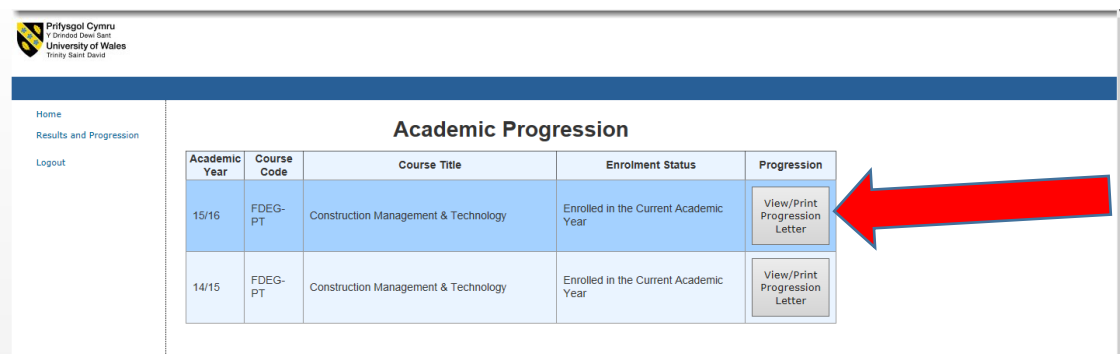 Prifysgol Cymru
Y Drindod Dewi Sant
University of Wales
Trinity Saint David
Home
Results and Progression
Logout
Academic Progression
Academic Year Course Code Course Title Enrolment Status Progression
15/16 FDEG-PT Construction Management & Technology Enrolled in the Current Academic Year View/Print Progression Letter
14/15 FDEG-PT Construction Management & Technology Enrolled in the Current Academic Year View/Print Progression Letter